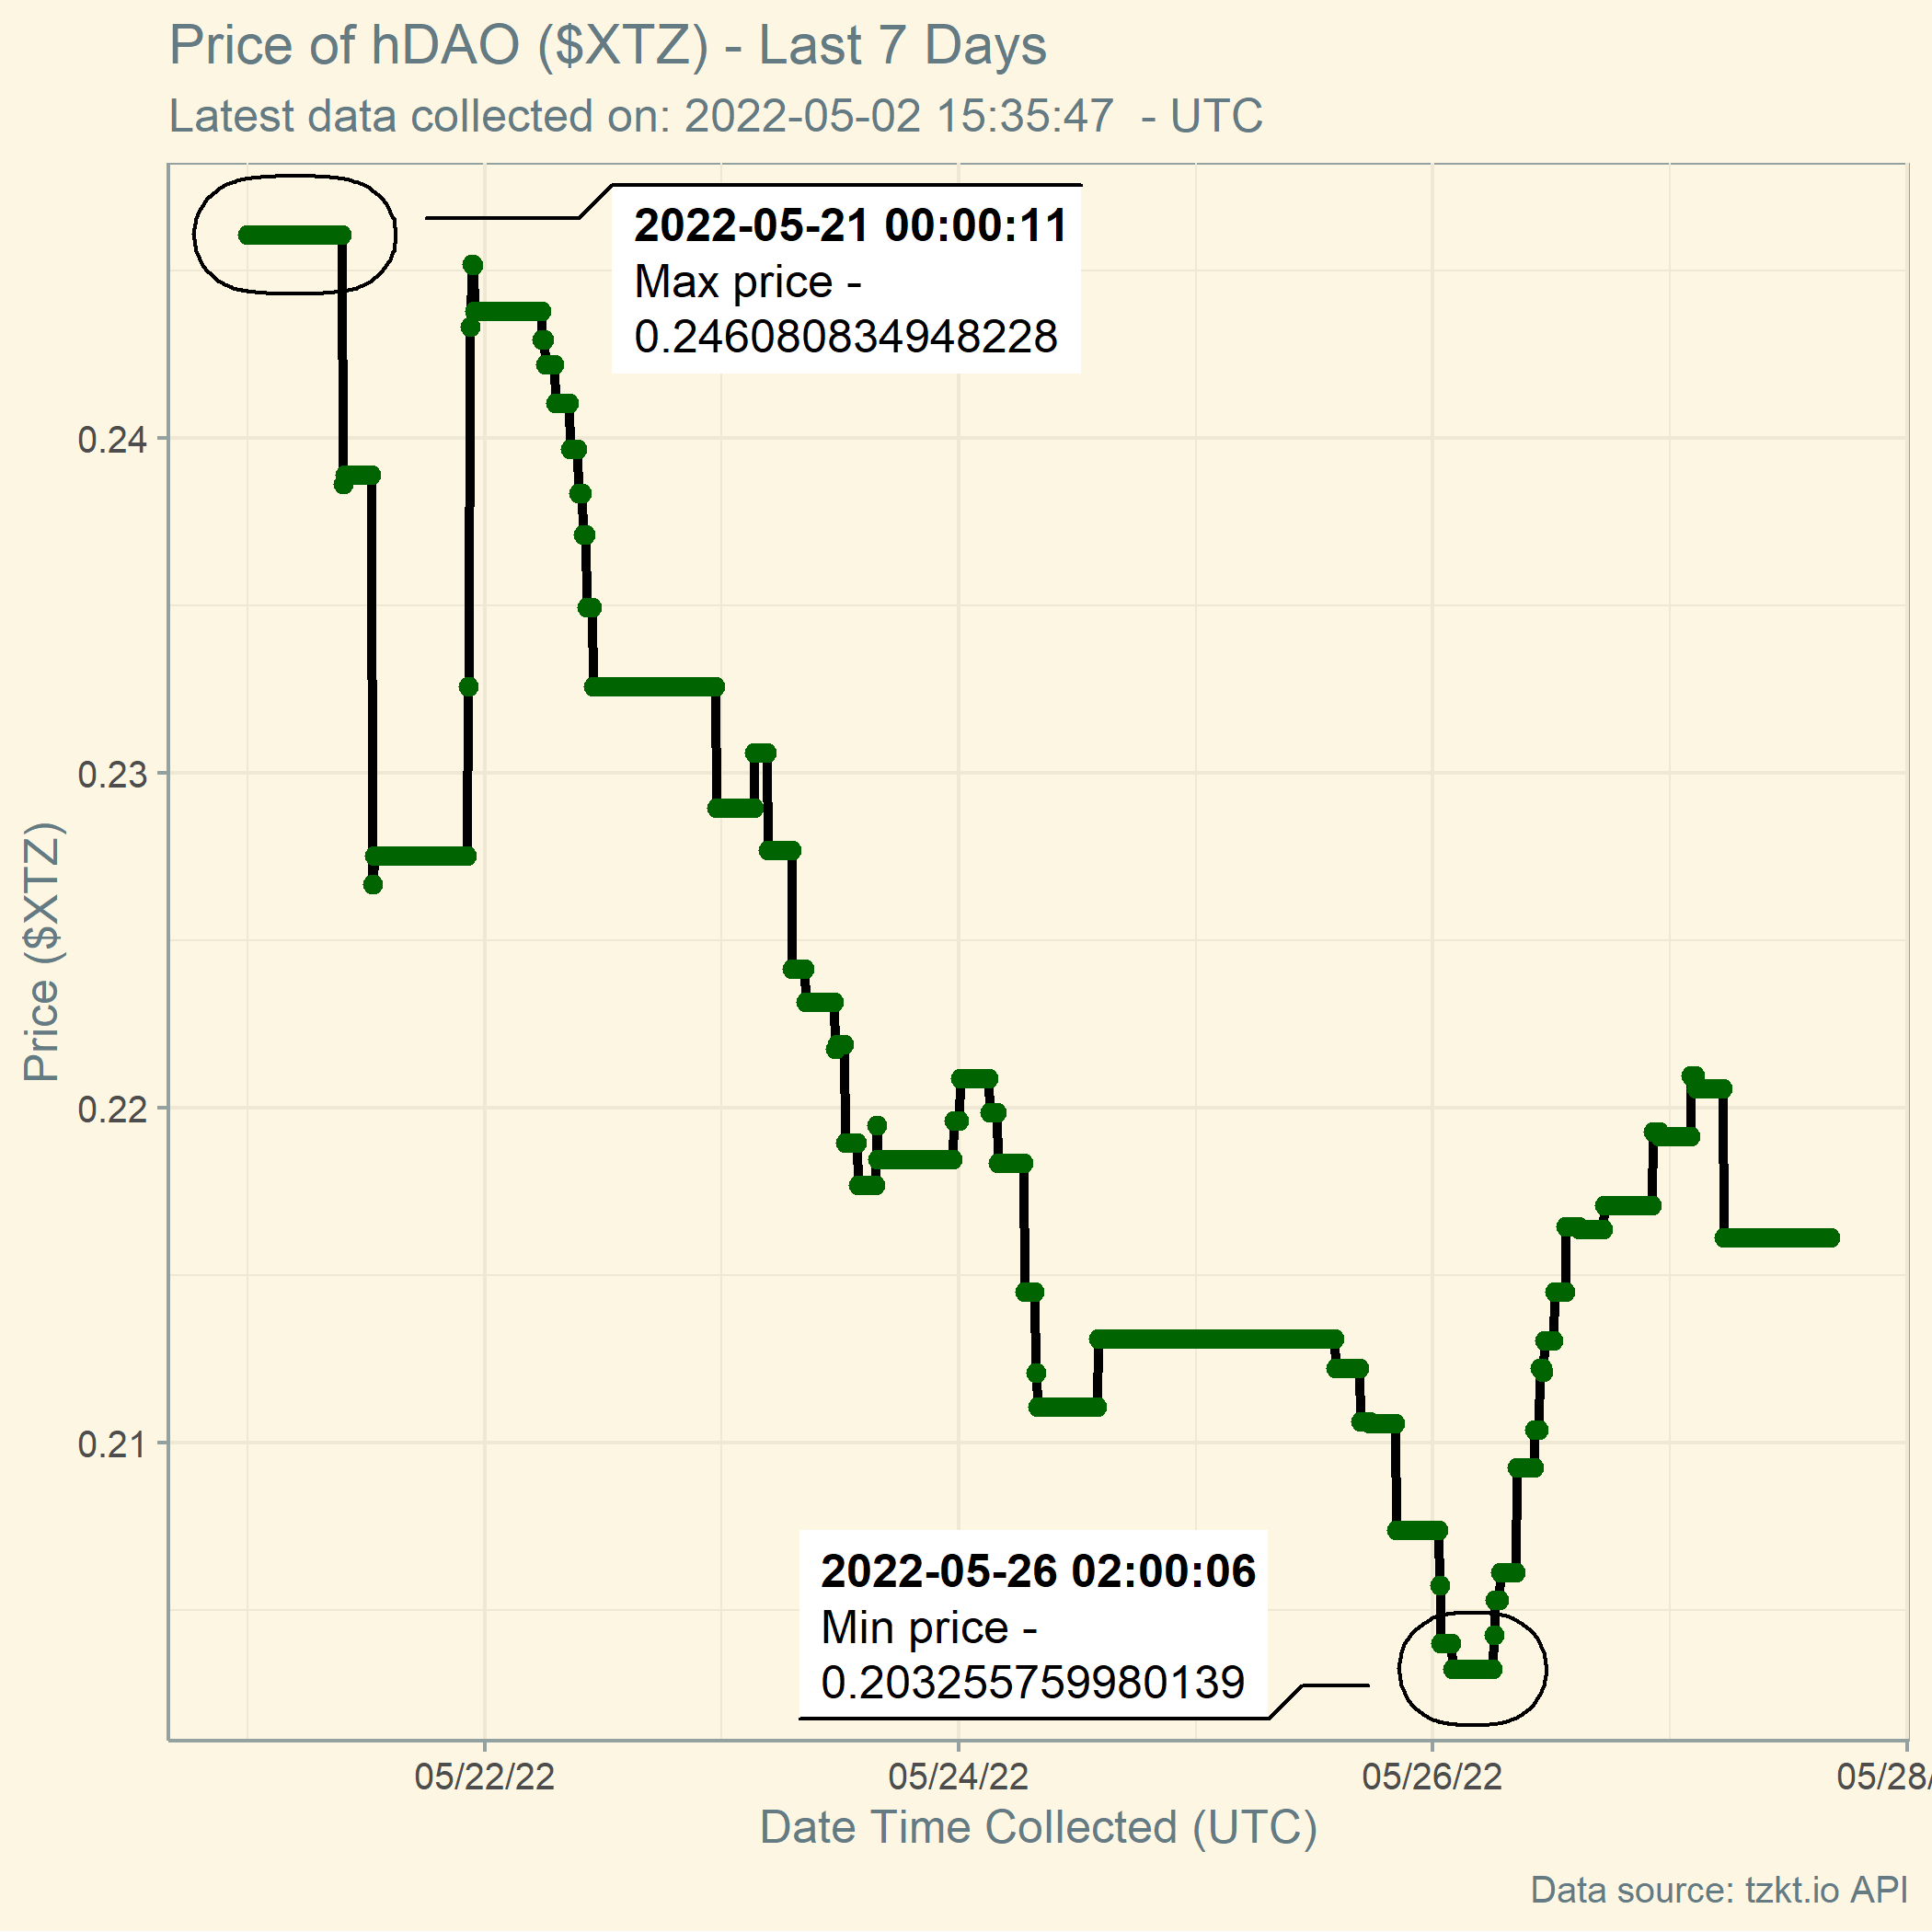 Price of hDAO ($XTZ) - Last 7 Days
Latest data collected on: 2022-05-02 15:35:47 - UTC
2022-05-21 00:00:11
Max price -
0.246080834948228
0.24
0.23
0.22
0.21
Price ($XTZ)
2022-05-26 02:00:06
Min price -
0.203255759980139
05/22/22
05/24/22
05/26/22
05/28/
Date Time Collected (UTC)
Data source: tzkt.io API